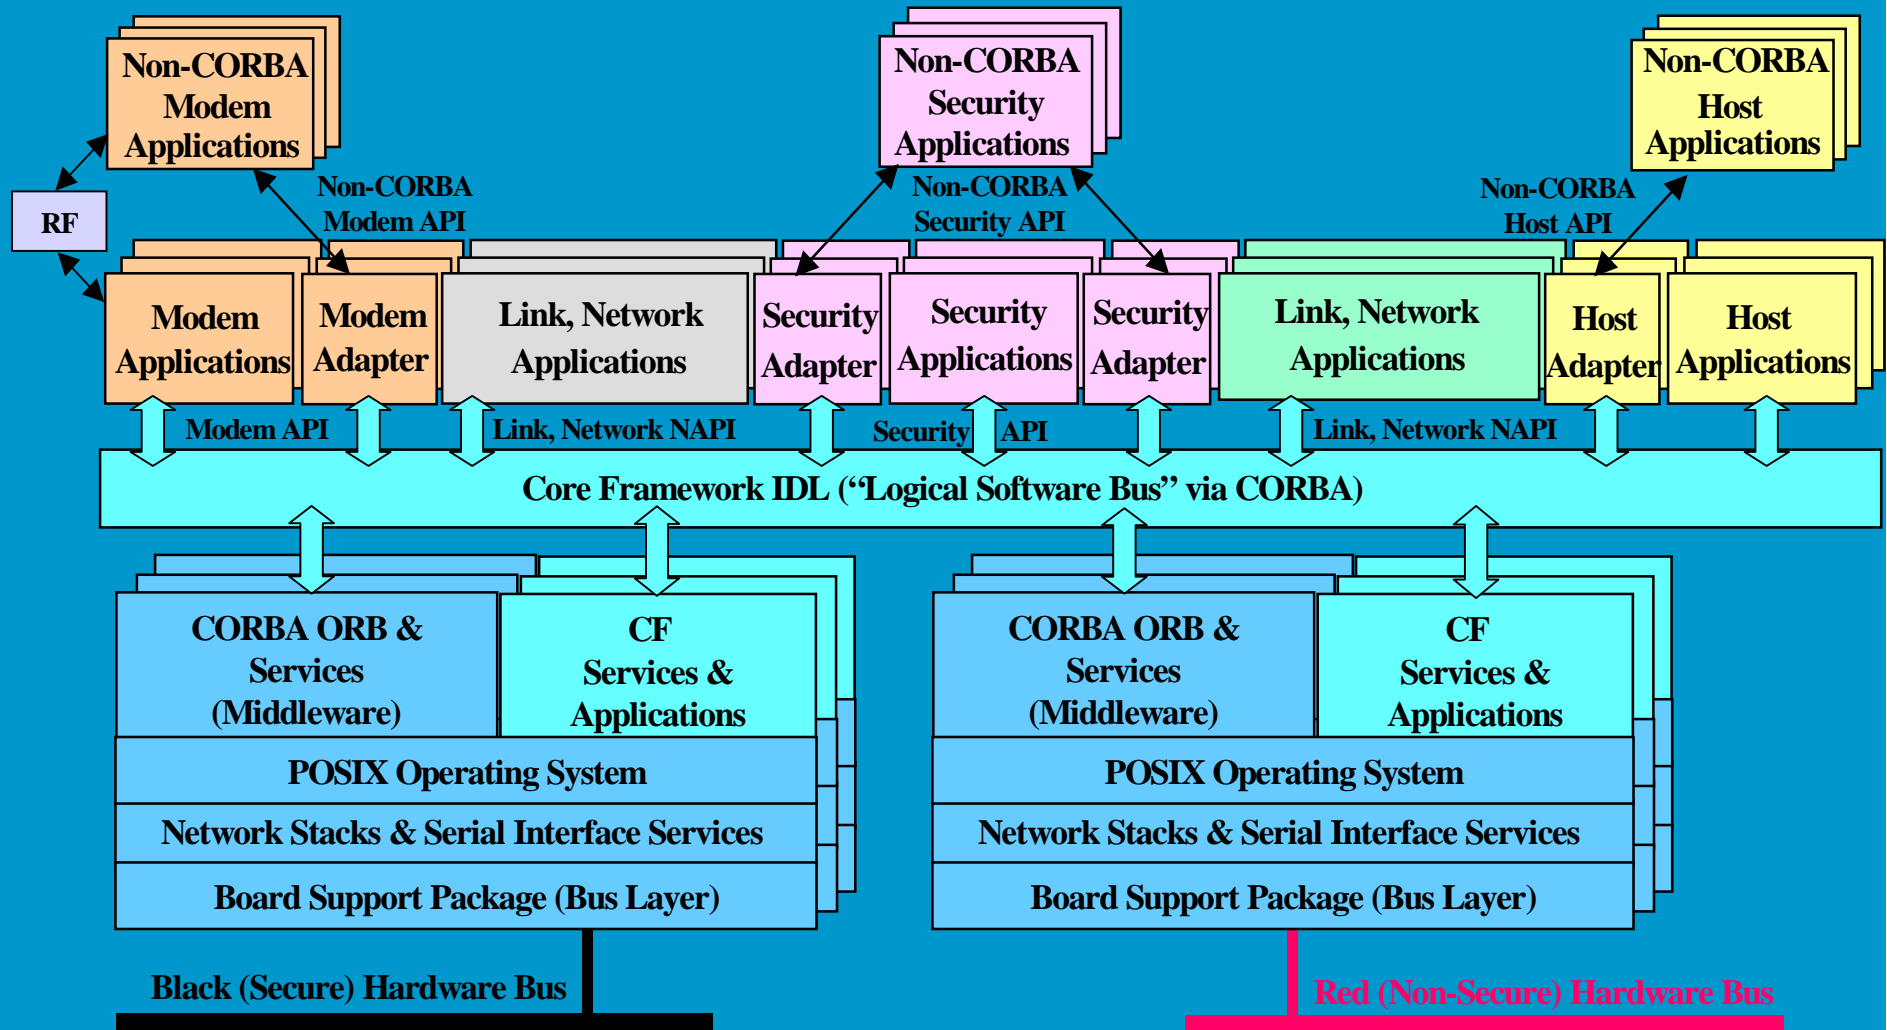 Non-CORBA
Modem
Applications
Non-CORBA
Security
Applications
Non-CORBA
Host
Applications
RF
Non-CORBA
Modem API
Non-CORBA
Security API
Non-CORBA
Host API
Modem
Applications
Modem
Adapter
Link, Network
Applications
Security
Adapter
Security
Applications
Security
Adapter
Link, Network
Applications
Host
Adapter
Host
Applications
Modem API
Link, Network NAPI
Security API
Link, Network NAPI
Core Framework IDL (“Logical Software Bus” via CORBA)
CORBA ORB &
Services
(Middleware)
CF
Services &
Applications
POSIX Operating System
Network Stacks & Serial Interface Services
Board Support Package (Bus Layer)
CORBA ORB &
Services
(Middleware)
CF
Services &
Applications
POSIX Operating System
Network Stacks & Serial Interface Services
Board Support Package (Bus Layer)
Black (Secure) Hardware Bus
Red (Non-Secure) Hardware Bus